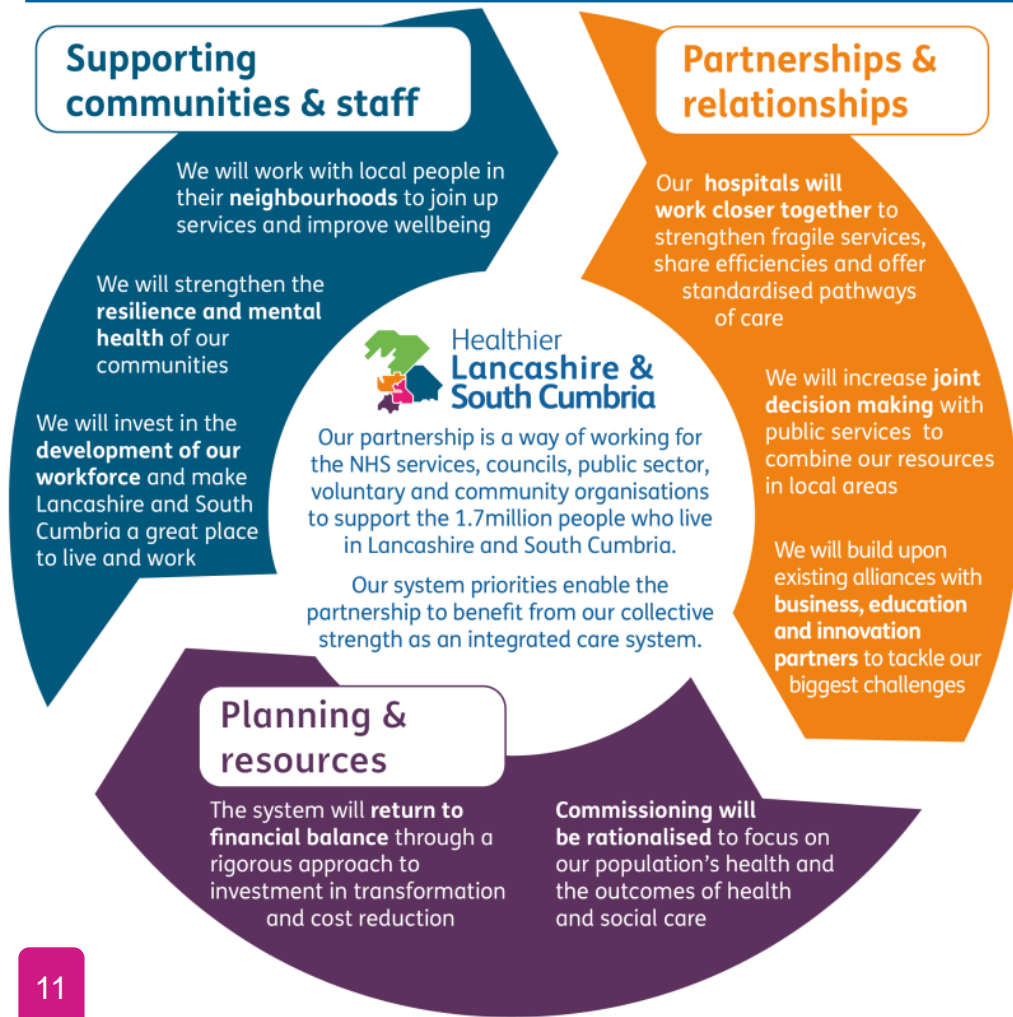 Supporting
communities & staff
We will work with local people in
their neighbourhoods to join up
services and improve wellbeing
We will strengthen the
resilience and mental
health of our
communities
We will invest in the
development of our
workforce and make
Lancashire and South
Cumbria a great place
to live and work
Partnerships &
relationships
Our hospitals will
work closer together to
strengthen fragile services,
share efficiencies and offer
standardised pathways
of care
We will increase joint
decision making with
public services to
combine our resources
in local areas
We will build upon
existing alliances with
business, education
and innovation
partners to tackle our
biggest challenges
Healthier
Lancashire &
South Cumbria
Our partnership is a way of working for
the NHS services, councils, public sector,
voluntary and community organisations
to support the 1.7million people who live
in Lancashire and South Cumbria.
Our system priorities enable the
partnership to benefit from our collective
strength as an integrated care system.
Planning &
resources
The system will return to
financial balance through a
rigorous approach to
investment in transformation
and cost reduction
Commissioning will
be rationalised to focus on
our population's health and
the outcomes of health
and social care
11